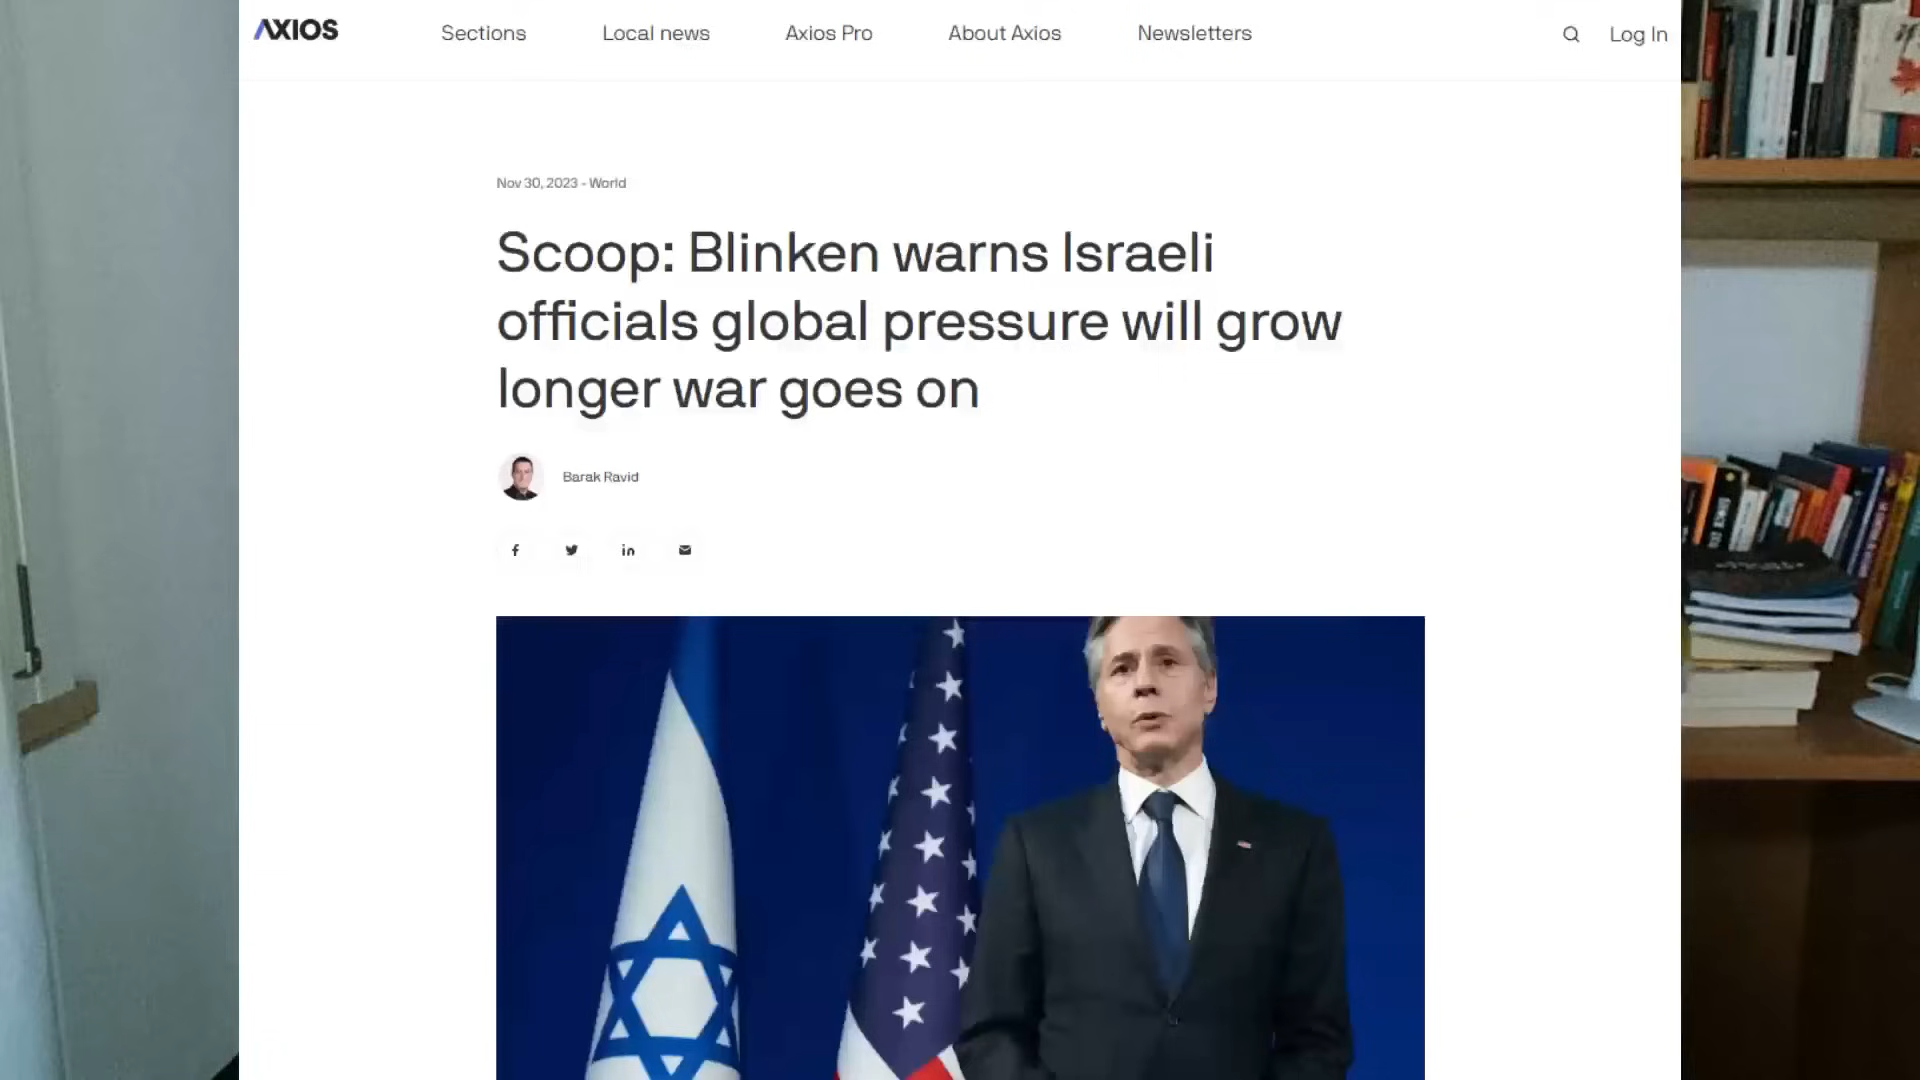 AXIOS
Sections
Local news
Axios Pro
About Axios
Newsletters
Log In
Nov 30, 2023 - World
Scoop: Blinken warns Israeli
officials global pressure will grow
longer war goes on
Barak Ravid